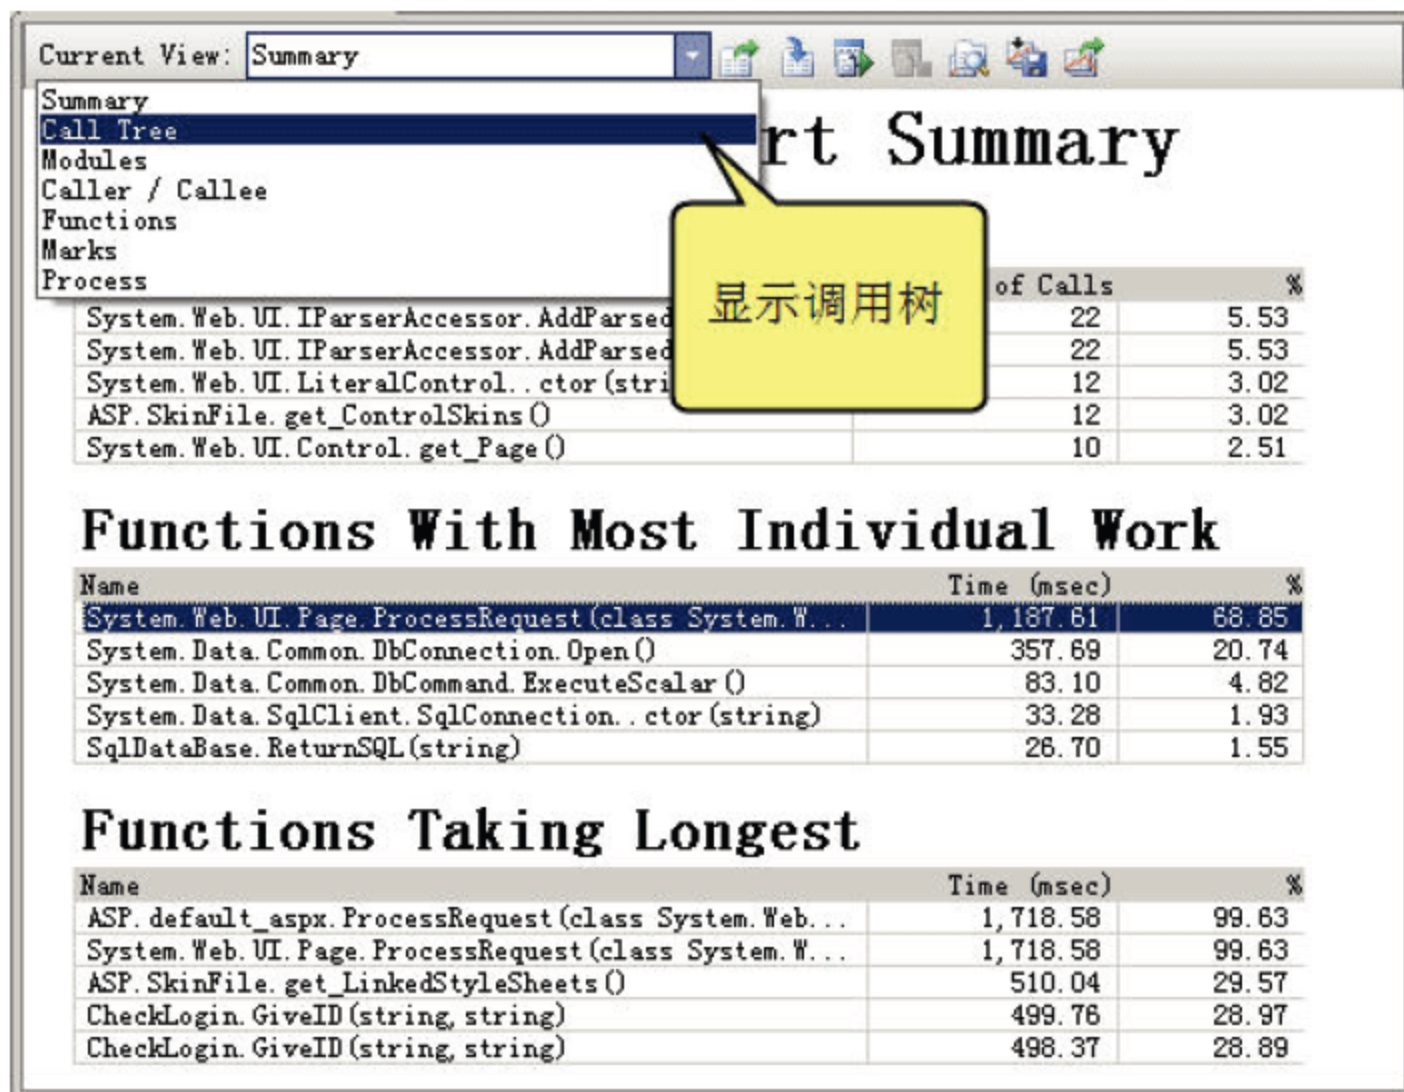 Current View: Summary
Summary
Call Tree
Modules
Caller / Callee
Functions
Marks
Process
rt Summary
显示调用树
of Calls %
System.Web.UI.IParserAccessor.AddParsed 22 5.53
System.Web.UI.IParserAccessor.AddParsed 22 5.53
System.Web.UI.LiteralControl..ctor(stri 12 3.02
ASP.SkinFile.get_ControlSkins() 12 3.02
System.Web.UI.Control.get_Page() 10 2.51
Functions With Most Individual Work
Name Time (msec) %
System.Web.UI.Page.ProcessRequest(class System.W... 1,187.61 68.85
System.Data.Common.DbConnection.Open() 357.69 20.74
System.Data.Common.DbCommand.ExecuteScalar() 83.10 4.82
System.Data.SqlClient.SqlConnection..ctor(string) 33.28 1.93
SqlDataBase.ReturnSQL(string) 26.70 1.55
Functions Taking Longest
Name Time (msec) %
ASP.default_aspx.ProcessRequest(class System.Web... 1,718.58 99.63
System.Web.UI.Page.ProcessRequest(class System.W... 1,718.58 99.63
ASP.SkinFile.get_LinkedStyleSheets() 510.04 29.57
CheckLogin.GiveID(string,string) 499.76 28.97
CheckLogin.GiveID(string,string) 498.37 28.89